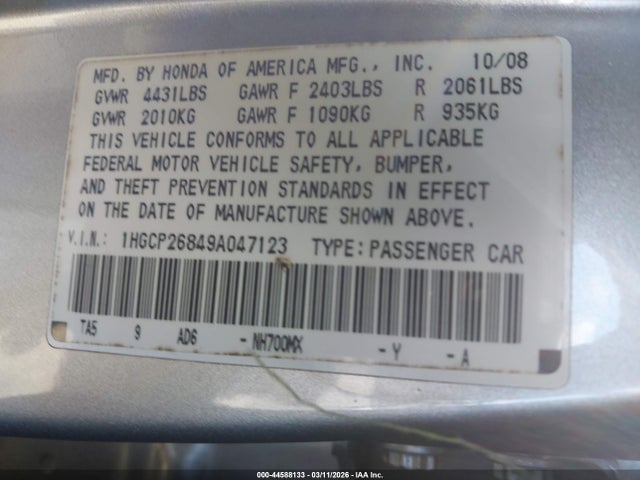 MFD. BY HONDA OF AMERICA MFG., INC. 10/08
GVWR 4431LBS GAWR F 2403LBS R 2061LBS
GVWR 2010KG GAWR F 1090KG R 935KG
THIS VEHICLE CONFORMS TO ALL APPLICABLE
FEDERAL MOTOR VEHICLE SAFETY, BUMPER,
AND THEFT PREVENTION STANDARDS IN EFFECT
ON THE DATE OF MANUFACTURE SHOWN ABOVE.
V.I.N.: 1HGCP26849A047123 TYPE: PASSENGER CAR
TA5 9 AD6 - NH700MX - Y - A
000-44588133 - 03/11/2026 - IAA Inc.